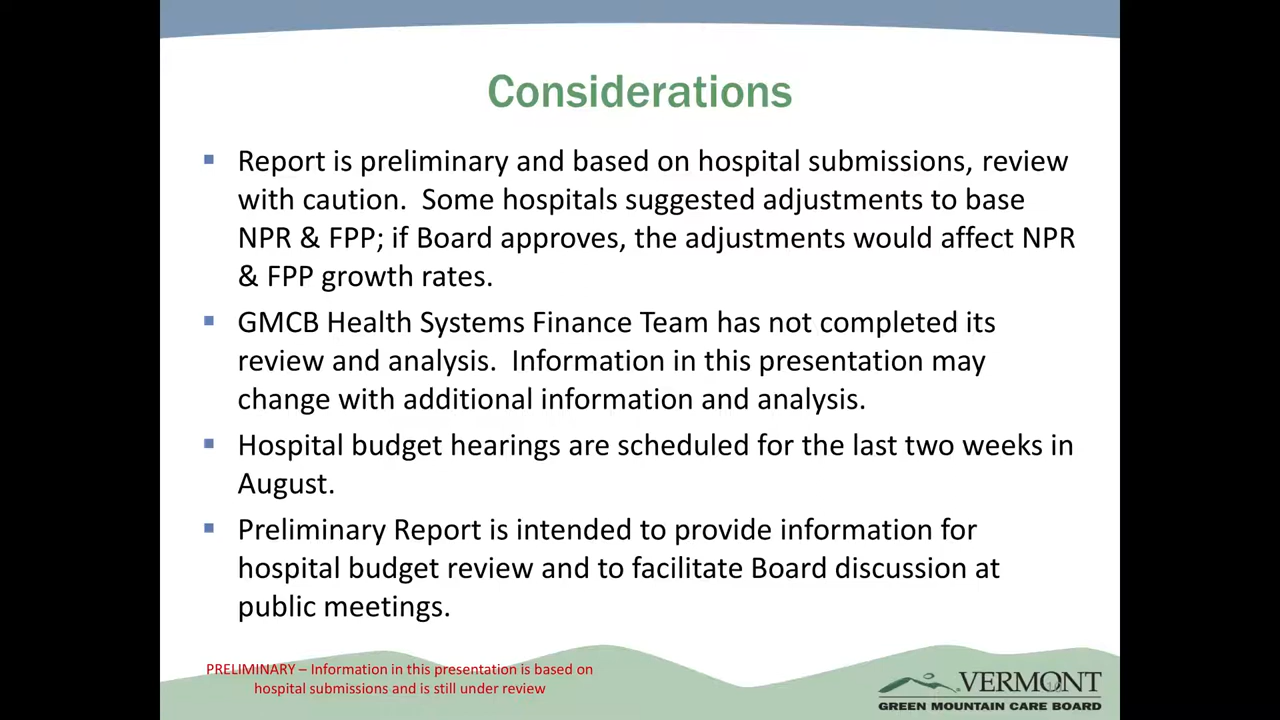 Considerations
▪ Report is preliminary and based on hospital submissions, review
with caution.  Some hospitals suggested adjustments to base
NPR & FPP; if Board approves, the adjustments would affect NPR
& FPP growth rates.
▪ GMCB Health Systems Finance Team has not completed its
review and analysis.  Information in this presentation may
change with additional information and analysis.
▪ Hospital budget hearings are scheduled for the last two weeks in
August.
▪ Preliminary Report is intended to provide information for
hospital budget review and to facilitate Board discussion at
public meetings.
PRELIMINARY – Information in this presentation is based on
hospital submissions and is still under review
VERMONT
GREEN MOUNTAIN CARE BOARD